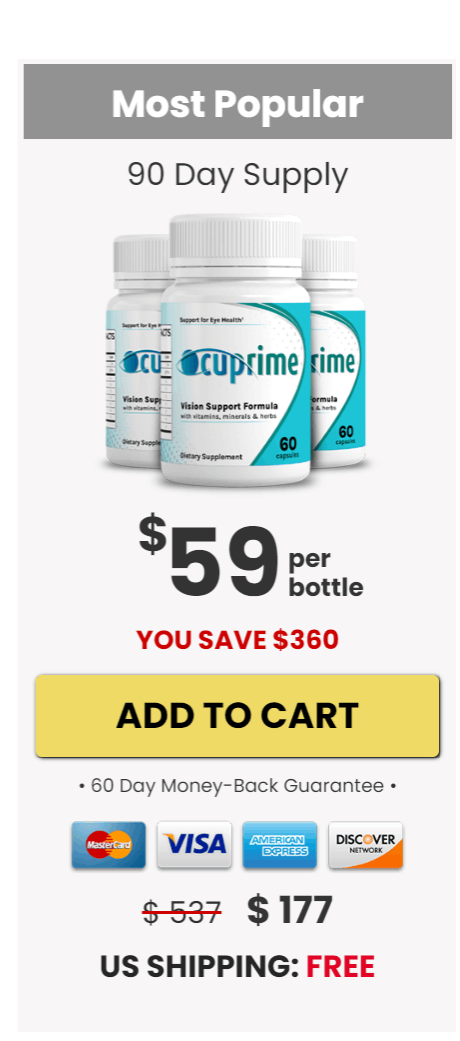 Most Popular
90 Day Supply
Support for Eye Health*
Ocuprime
Vision Support Formula
with vitamins, minerals & herbs
Dietary Supplement
60
capsules
$59 per bottle
YOU SAVE $360
ADD TO CART
• 60 Day Money-Back Guarantee •
MasterCard VISA AMERICAN EXPRESS DISCOVER NETWORK
$ 537 $ 177
US SHIPPING: FREE